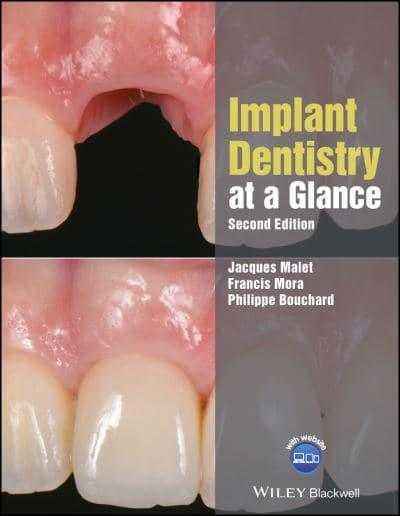 Implant
Dentistry
at a Glance
Second Edition
Jacques Malet
Francis Mora
Philippe Bouchard
with website
WILEY Blackwell